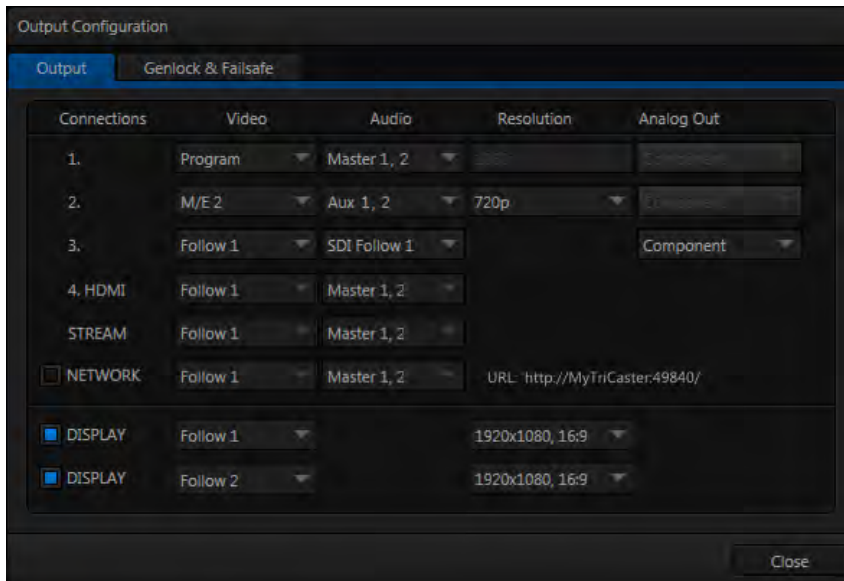 Output Configuration
Output Genlock & Failsafe
Connections Video Audio Resolution Analog Out
1. Program Master 1, 2
2. M/E 2 Aux 1, 2 720p
3. Follow 1 SDI Follow 1 Component
4. HDMI Follow 1 Master 1, 2
STREAM Follow 1 Master 1, 2
NETWORK Follow 1 Master 1, 2 URL: http://MyTriCaster:49840/
DISPLAY Follow 1 1920x1080, 16:9
DISPLAY Follow 2 1920x1080, 16:9
Close